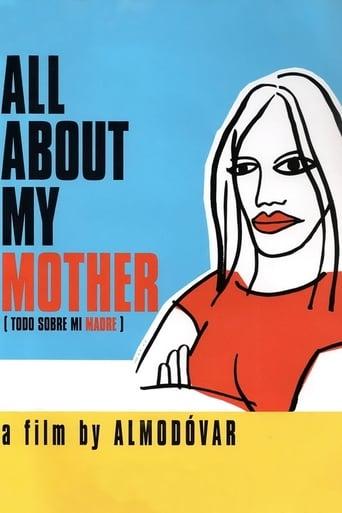 ALL
ABOUT
MY
MOTHER
[ TODO SOBRE MI MADRE ]
a film by ALMODÓVAR